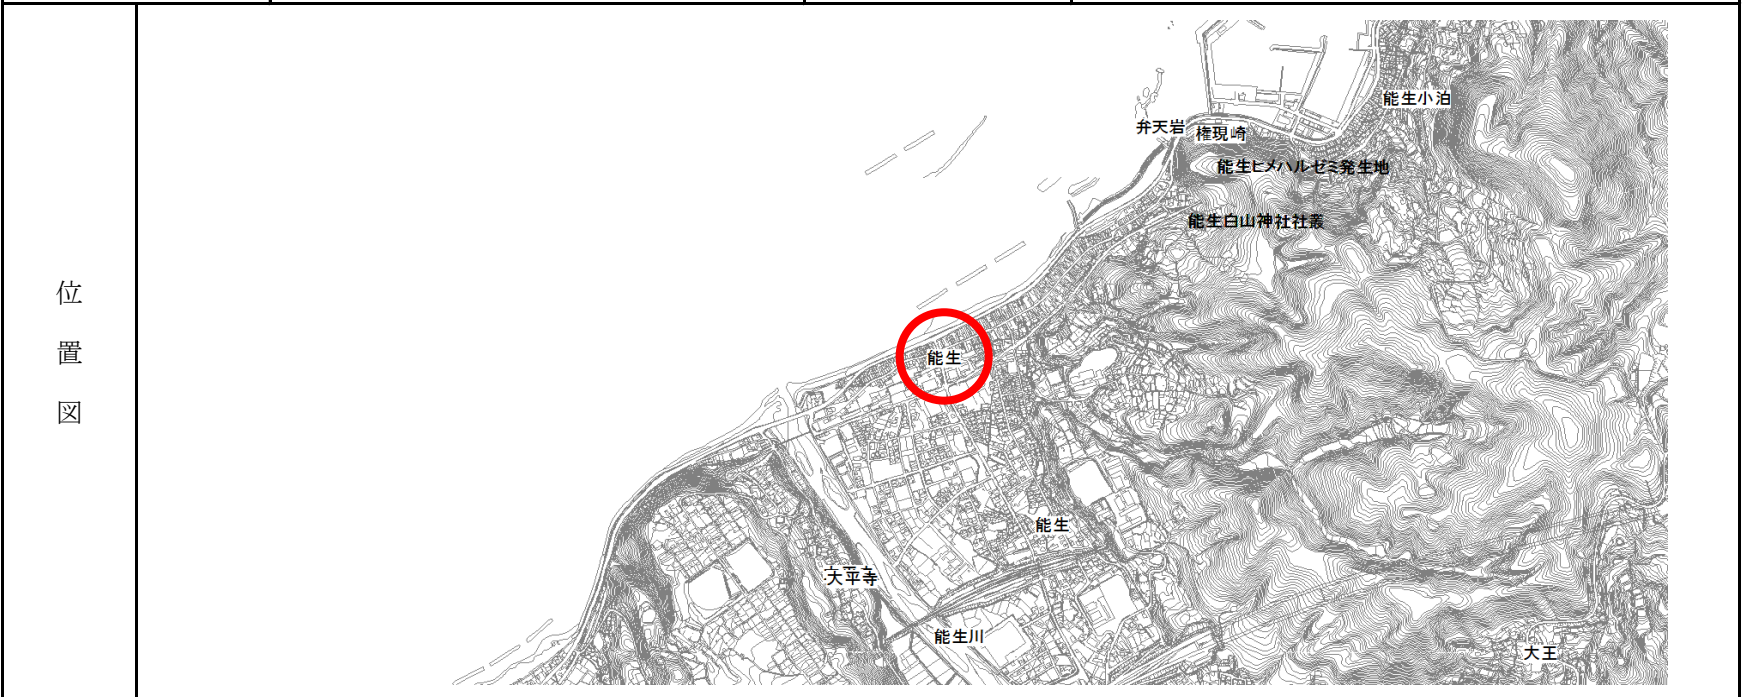 位
置
図
能生小泊
弁天岩
権現崎
能生ヒメハルゼミ発生地
能生白山神社社叢
能生
能生
大平寺
能生川
大王